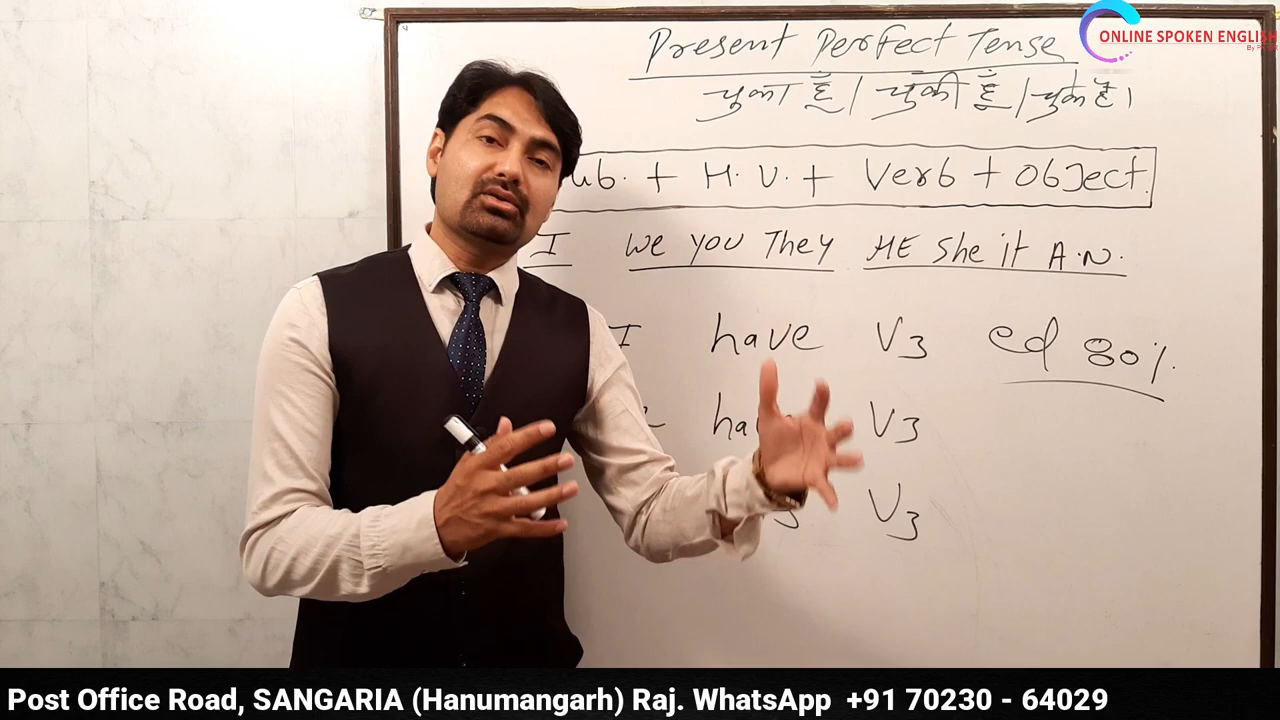 Present Perfect Tense
ONLINE SPOKEN ENGLISH
चुका हूँ। चुकी हूँ। चुके हैं।
ub. + H.V. + Verb + Object.
I We you They HE She it A.N.
I have V3 ed 80%.
V3
V3
Post Office Road, SANGARIA (Hanumangarh) Raj. WhatsApp +91 70230 - 64029